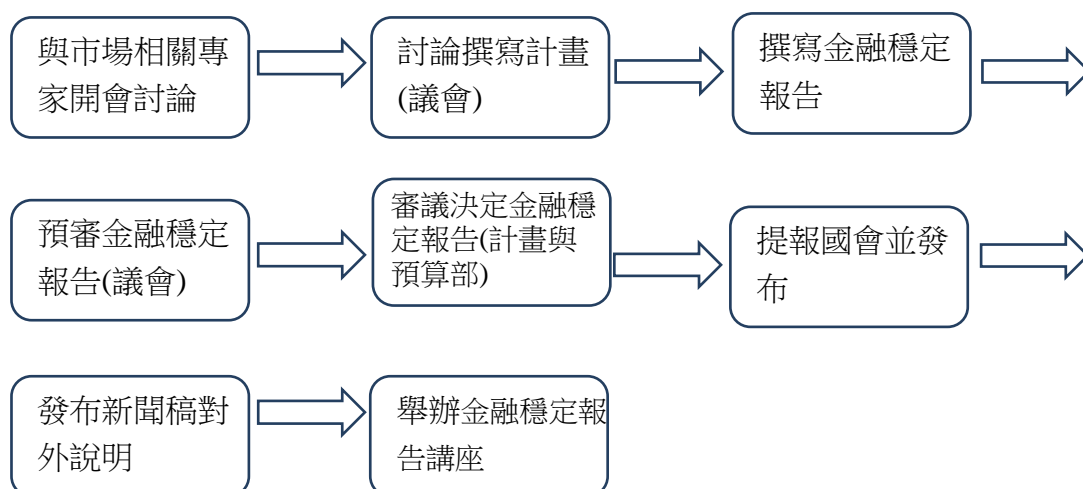 與市場相關專
家開會討論
討論撰寫計畫
(議會)
撰寫金融穩定
報告
預審金融穩定
報告(議會)
審議決定金融穩
定報告(計畫與
預算部)
提報國會並發
布
發布新聞稿對
外說明
舉辦金融穩定報
告講座